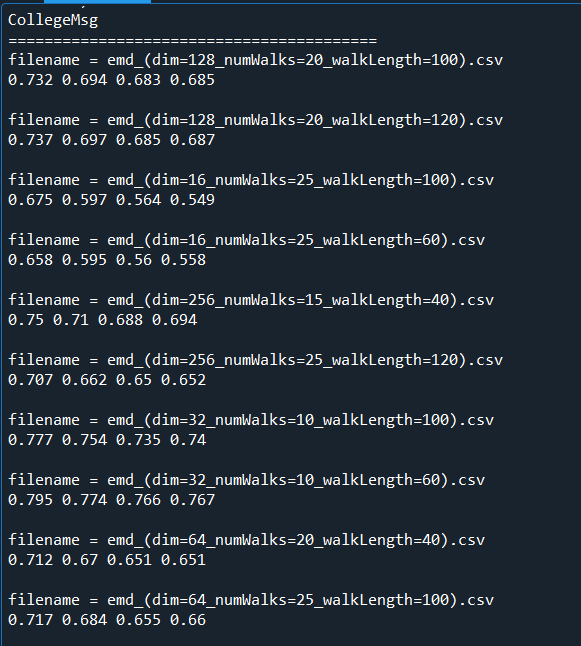 CollegeMsg
=========================================
filename = emd_(dim=128_numWalks=20_walkLength=100).csv
0.732 0.694 0.683 0.685
filename = emd_(dim=128_numWalks=20_walkLength=120).csv
0.737 0.697 0.685 0.687
filename = emd_(dim=16_numWalks=25_walkLength=100).csv
0.675 0.597 0.564 0.549
filename = emd_(dim=16_numWalks=25_walkLength=60).csv
0.658 0.595 0.56 0.558
filename = emd_(dim=256_numWalks=15_walkLength=40).csv
0.75 0.71 0.688 0.694
filename = emd_(dim=256_numWalks=25_walkLength=120).csv
0.707 0.662 0.65 0.652
filename = emd_(dim=32_numWalks=10_walkLength=100).csv
0.777 0.754 0.735 0.74
filename = emd_(dim=32_numWalks=10_walkLength=60).csv
0.795 0.774 0.766 0.767
filename = emd_(dim=64_numWalks=20_walkLength=40).csv
0.712 0.67 0.651 0.651
filename = emd_(dim=64_numWalks=25_walkLength=100).csv
0.717 0.684 0.655 0.66